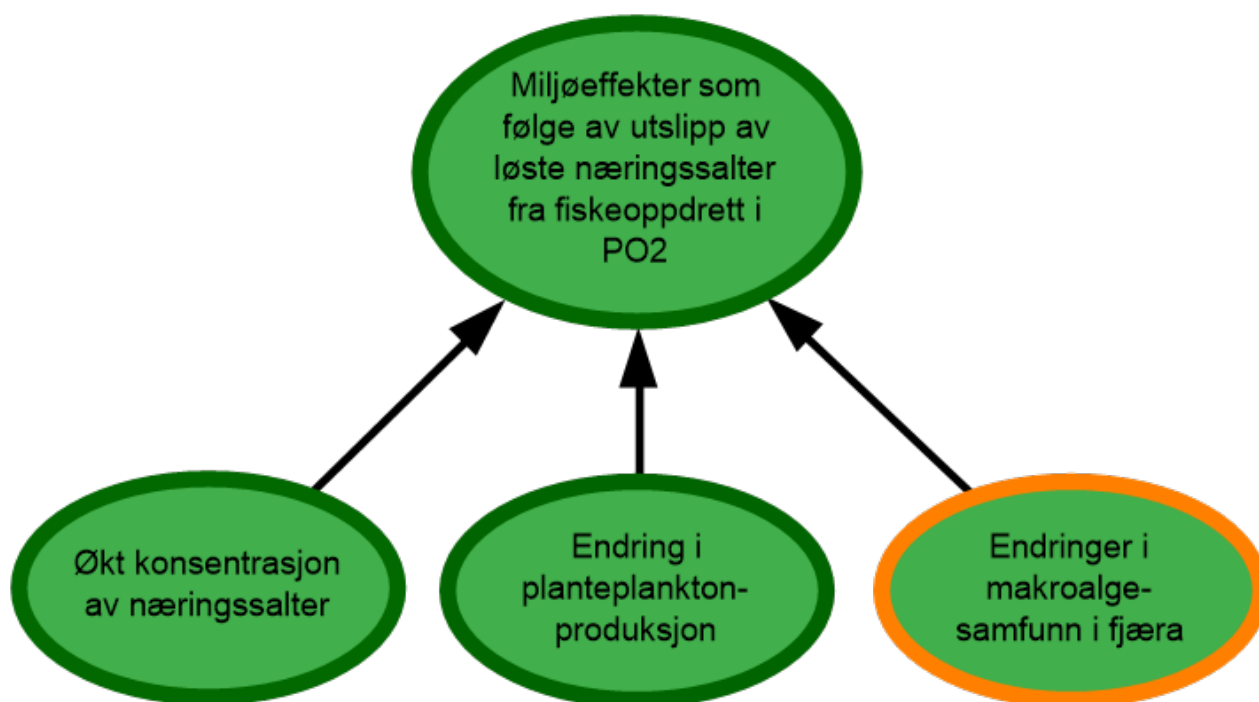 Miljøeffekter som
følge av utslipp av
løste næringssalter
fra fiskeoppdrett i
PO2
Økt konsentrasjon
av næringssalter
Endring i
planteplankton-
produksjon
Endringer i
makroalge-
samfunn i fjæra